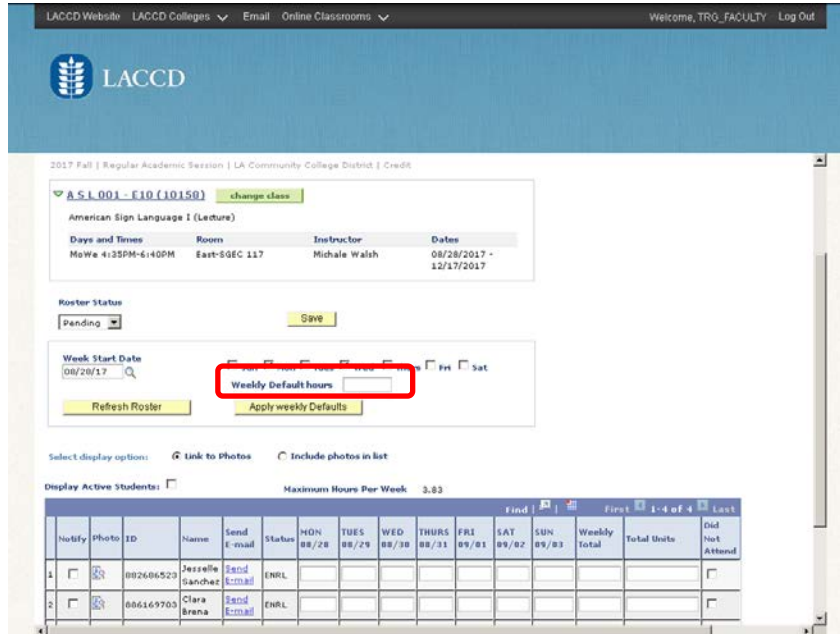 LACCD Website LACCD Colleges Email Online Classrooms Welcome, TRG_FACULTY Log Out
LACCD
2017 Fall | Regular Academic Session | LA Community College District | Credit
A S L 001 - E10 (10150) change class
American Sign Language I (Lecture)
Days and Times Room Instructor Dates
MoWe 4:35PM-6:40PM East-SGEC 117 Michale Walsh 08/28/2017 -
12/17/2017
Roster Status
Pending Save
Week Start Date
08/28/17 Sun Mon Tues Wed Thurs Fri Sat
Weekly Default hours
Refresh Roster Apply weekly Defaults
Select display option: Link to Photos Include photos in list
Display Active Students: Maximum Hours Per Week 3.83
Find | | First 1-4 of 4 Last
Notify Photo ID Name Send E-mail Status MON 08/28 TUES 08/29 WED 08/30 THURS 08/31 FRI 09/01 SAT 09/02 SUN 09/03 Weekly Total Total Units Did Not Attend
1 882686523 Jesselle Sanchez Send E-mail ENRL
2 886169703 Clara Brena Send E-mail ENRL